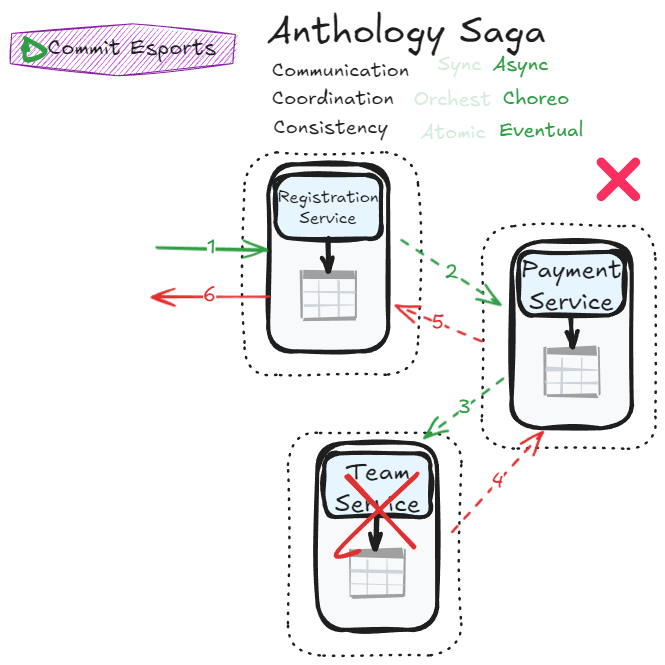 Commit Esports
Anthology Saga
Communication Sync Async
Coordination Orchest Choreo
Consistency Atomic Eventual
Registration
Service
1
2
Payment
Service
6
5
3
Team
Service
4